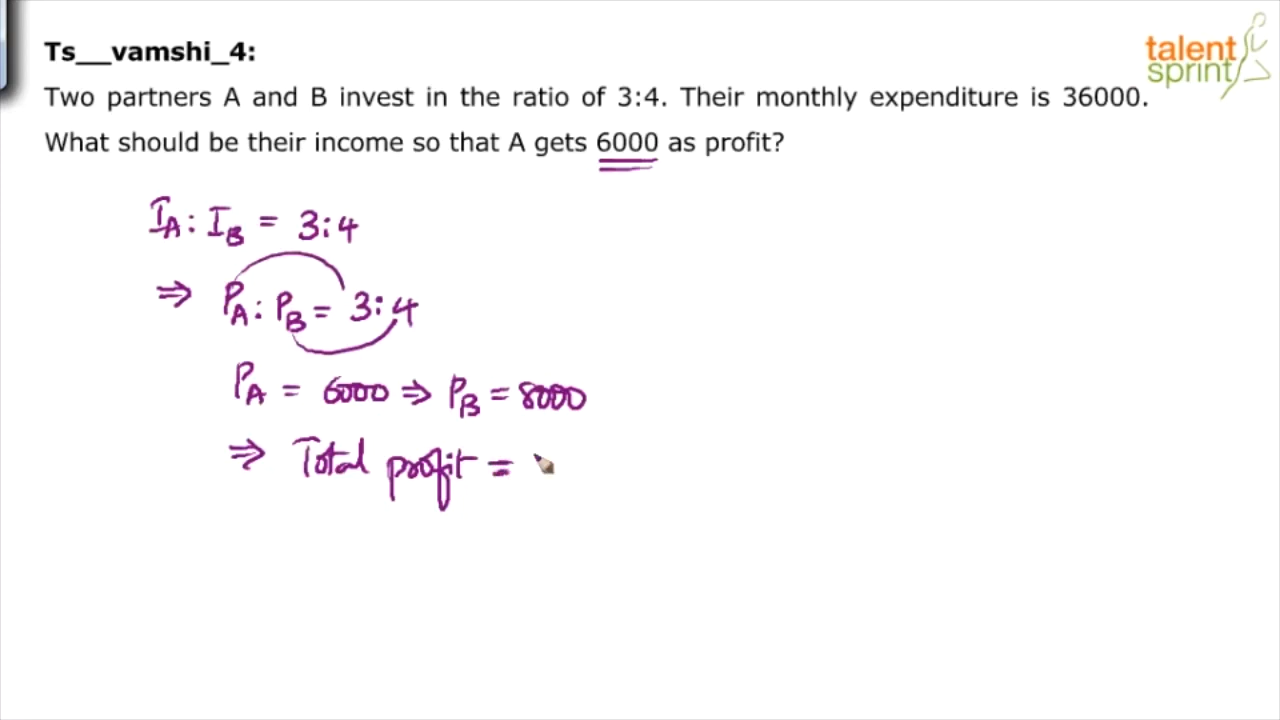 Ts__vamshi_4:
talent
sprint
Two partners A and B invest in the ratio of 3:4. Their monthly expenditure is 36000.
What should be their income so that A gets 6000 as profit?
I_A : I_B = 3:4
⇒ P_A : P_B = 3:4
P_A = 6000 ⇒ P_B = 8000
⇒ Total profit =